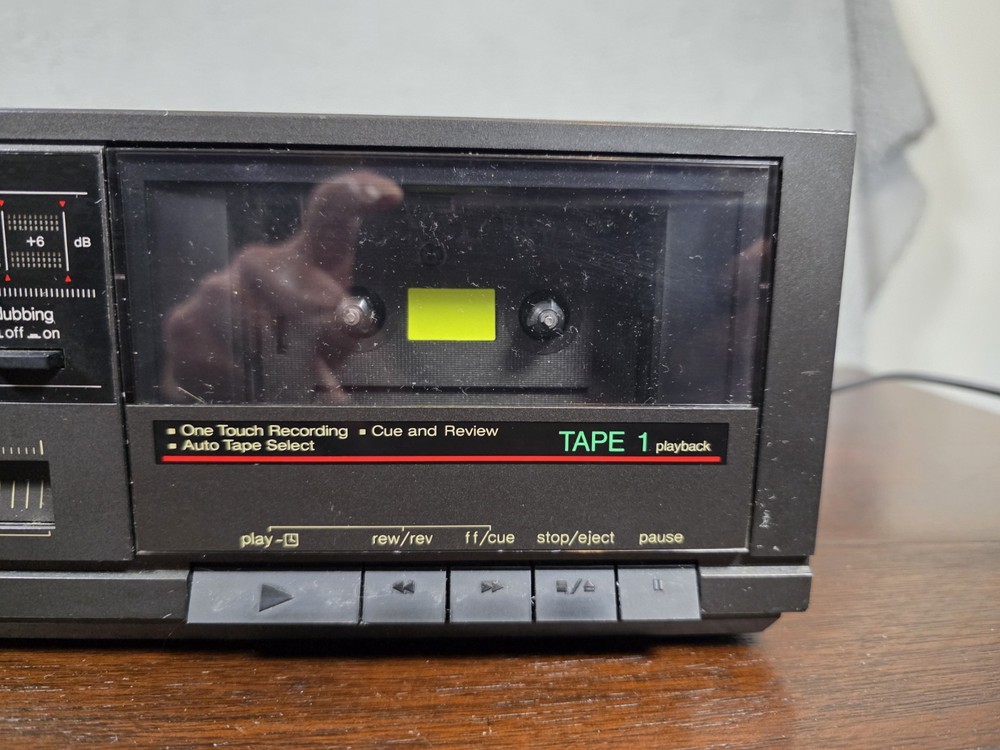 +6 dB
dubbing
off on
One Touch Recording Cue and Review
Auto Tape Select
TAPE 1 playback
play- rew/rev ff/cue stop/eject pause